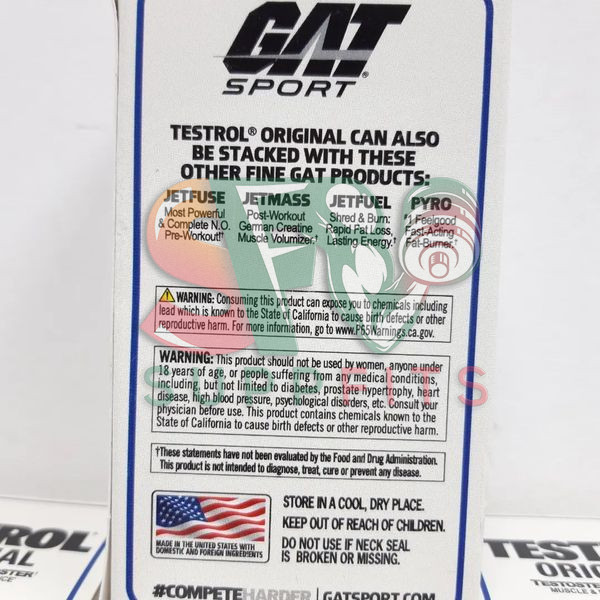 GAT
SPORT®
TESTROL® ORIGINAL CAN ALSO
BE STACKED WITH THESE
OTHER FINE GAT PRODUCTS:
JETFUSE
Most Powerful
& Complete N.O.
Pre-Workout!†
JETMASS
Post-Workout
German Creatine
Muscle Volumizer.†
JETFUEL
Shred & Burn:
Rapid Fat Loss,
Lasting Energy.†
PYRO
#1 Feelgood
Fast-Acting
Fat-Burner.†
WARNING: Consuming this product can expose you to chemicals including
lead which is known to the State of California to cause birth defects or other
reproductive harm. For more information, go to www.P65Warnings.ca.gov.
WARNING: This product should not be used by women, anyone under
18 years of age, or people suffering from any medical conditions,
including, but not limited to diabetes, prostate hypertrophy, heart
disease, high blood pressure, psychological disorders, etc. Consult your
physician before use. This product contains chemicals known to the
State of California to cause birth defects or other reproductive harm.
†These statements have not been evaluated by the Food and Drug Administration.
This product is not intended to diagnose, treat, cure or prevent any disease.
MADE IN THE UNITED STATES WITH
DOMESTIC AND FOREIGN INGREDIENTS
STORE IN A COOL, DRY PLACE.
KEEP OUT OF REACH OF CHILDREN.
DO NOT USE IF NECK SEAL
IS BROKEN OR MISSING.
#COMPETEHARDER | GATSPORT.COM